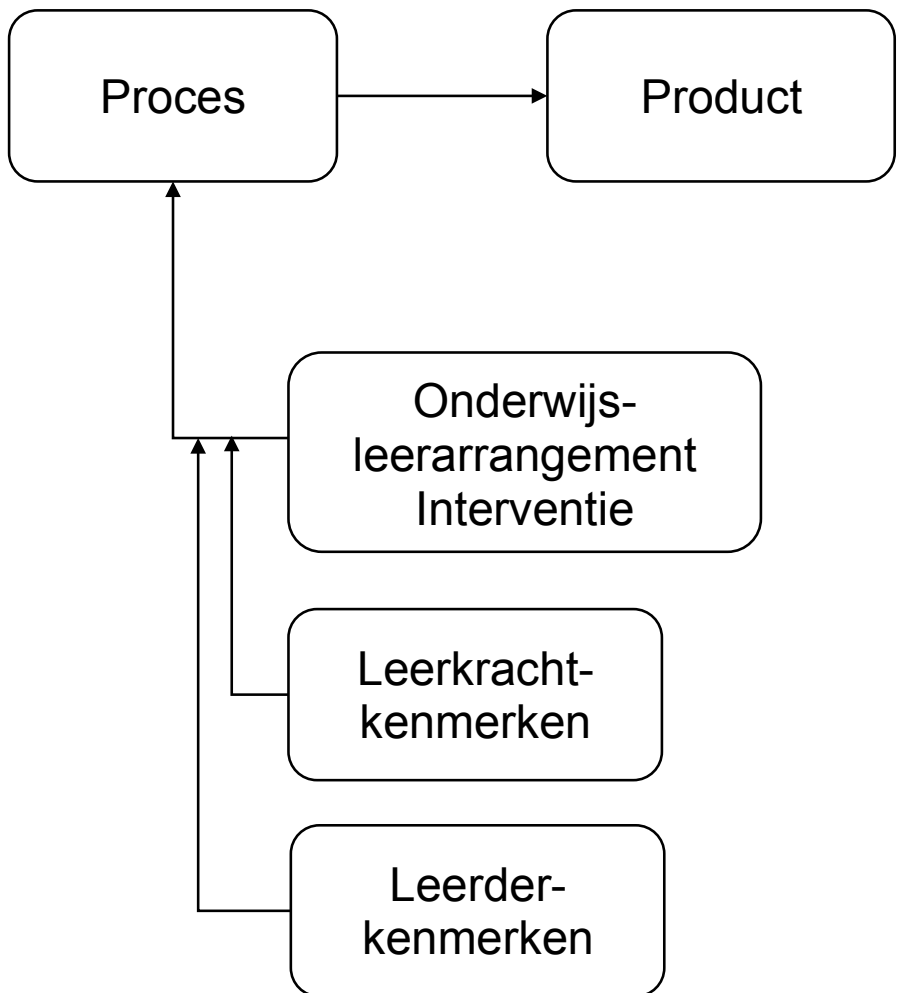 Proces
Product
Onderwijs-
leerarrangement
Interventie
Leerkracht-
kenmerken
Leerder-
kenmerken